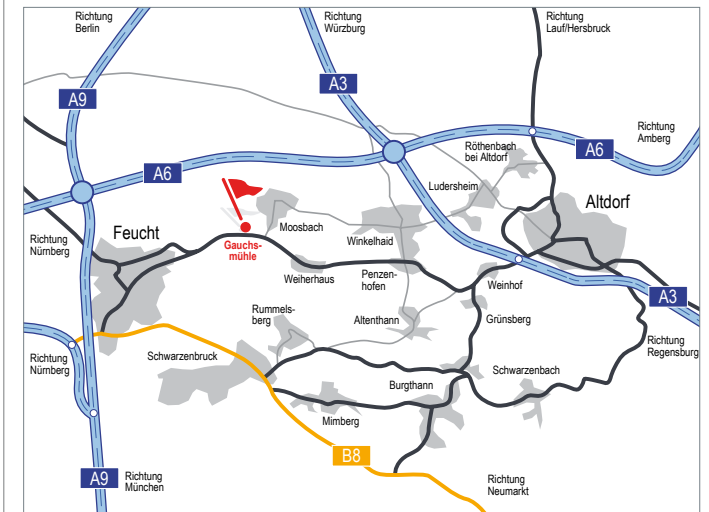 Richtung
Berlin
Richtung
Würzburg
Richtung
Lauf/Hersbruck
A9
A3
Richtung
Amberg
A6
A6
Röthenbach
bei Altdorf
Ludersheim
Altdorf
Feucht
Moosbach
Winkelhaid
Richtung
Nürnberg
Gauchs-
mühle
Weiherhaus
Penzen-
hofen
Weinhof
A3
Rummels-
berg
Altenthann
Grünsberg
Richtung
Regensburg
Richtung
Nürnberg
Schwarzenbruck
Burgthann
Schwarzenbach
Mimberg
B8
A9
Richtung
München
Richtung
Neumarkt